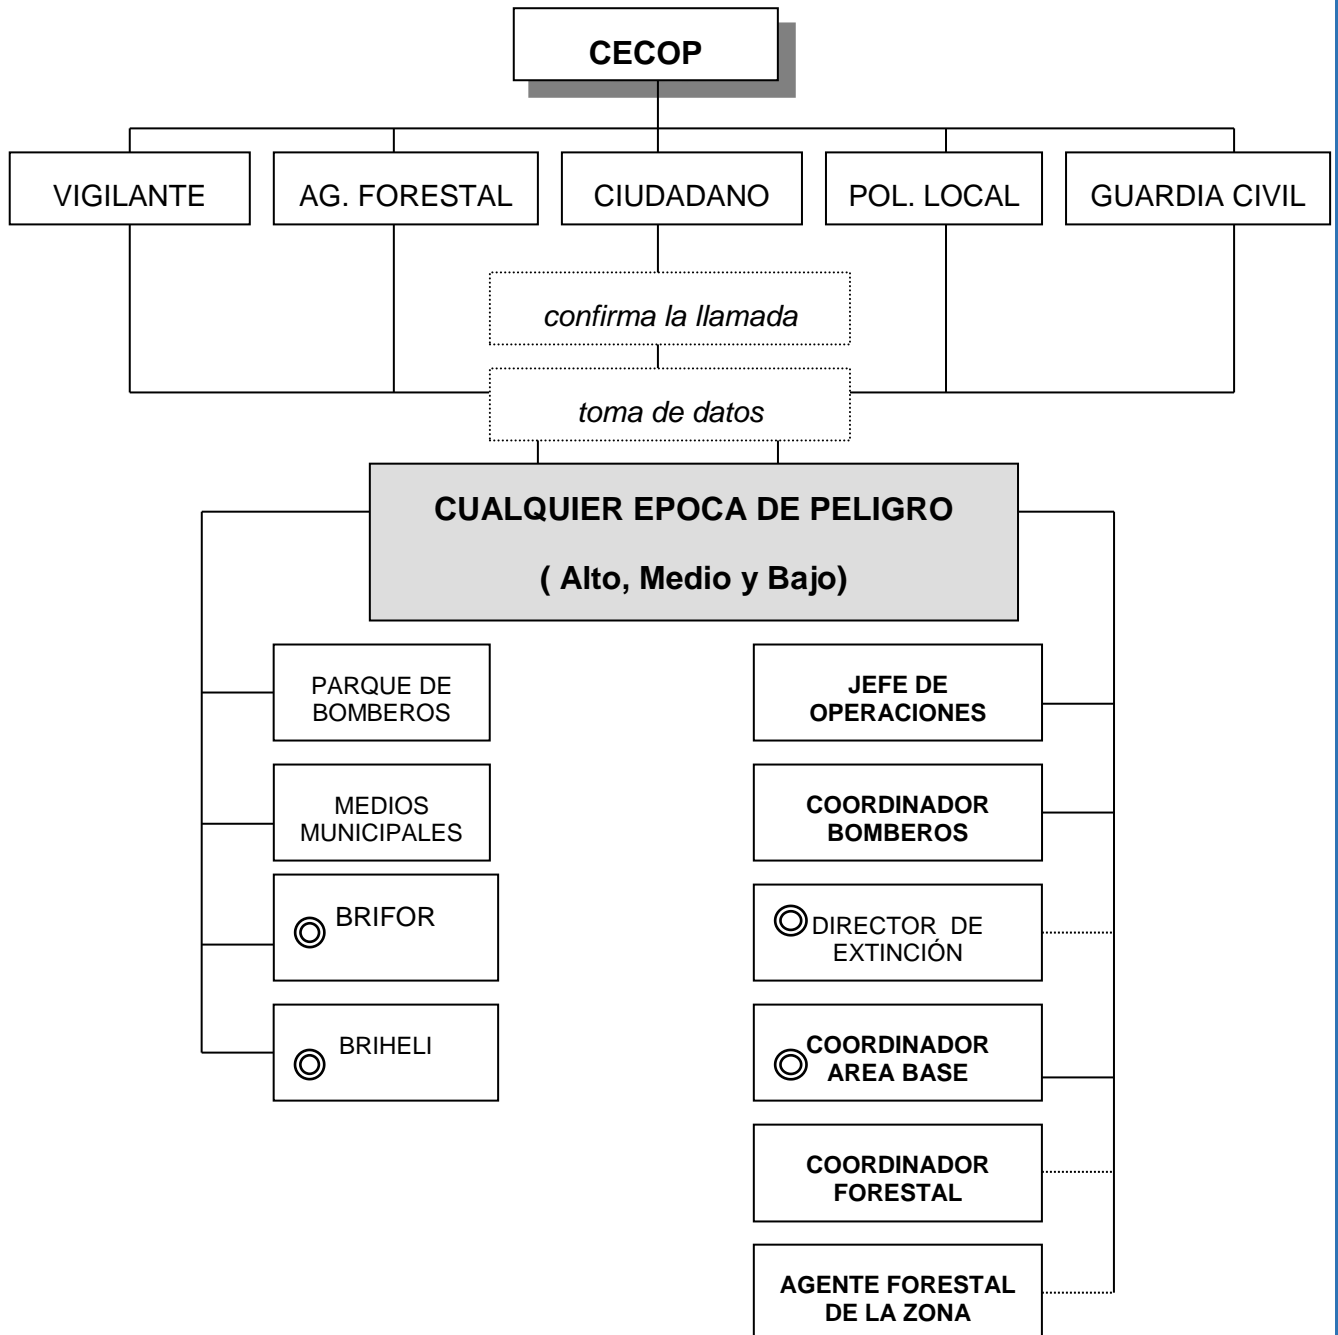 CECOP
VIGILANTE
AG. FORESTAL
CIUDADANO
POL. LOCAL
GUARDIA CIVIL
confirma la llamada
toma de datos
CUALQUIER EPOCA DE PELIGRO
( Alto, Medio y Bajo)
PARQUE DE
BOMBEROS
MEDIOS
MUNICIPALES
BRIFOR
BRIHELI
JEFE DE
OPERACIONES
COORDINADOR
BOMBEROS
DIRECTOR DE
EXTINCIÓN
COORDINADOR
AREA BASE
COORDINADOR
FORESTAL
AGENTE FORESTAL
DE LA ZONA